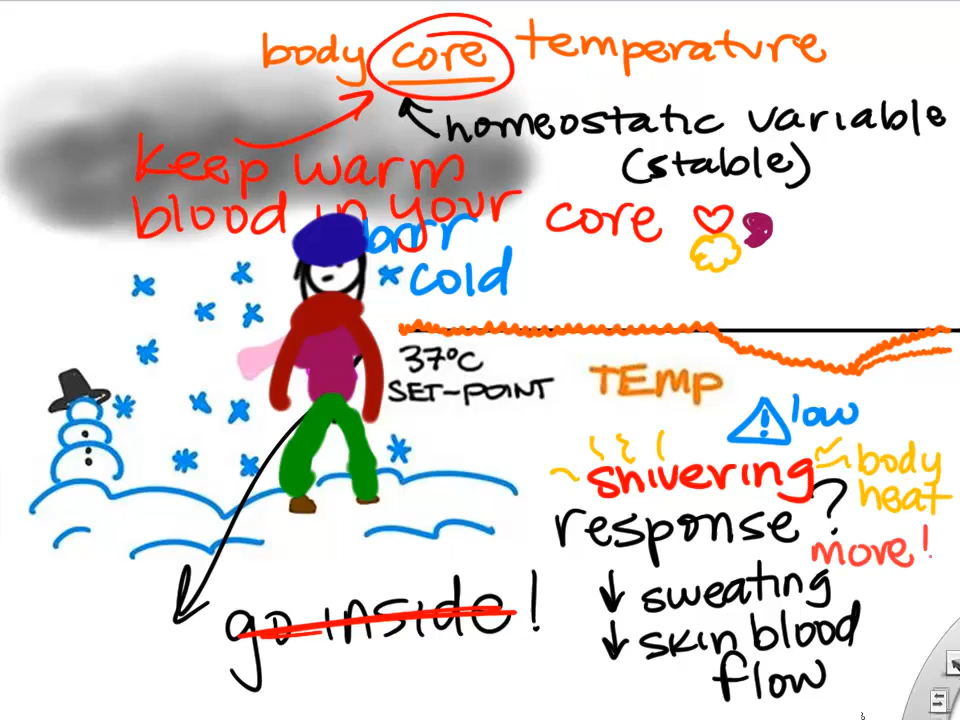 body core temperature
homeostatic variable
(stable)
Keep warm
blood in your core
brrr
cold
37°C
SET-POINT
TEMP
low
shivering
response ?
body
heat
more!
↓ sweating
↓ skin blood
flow
go inside!